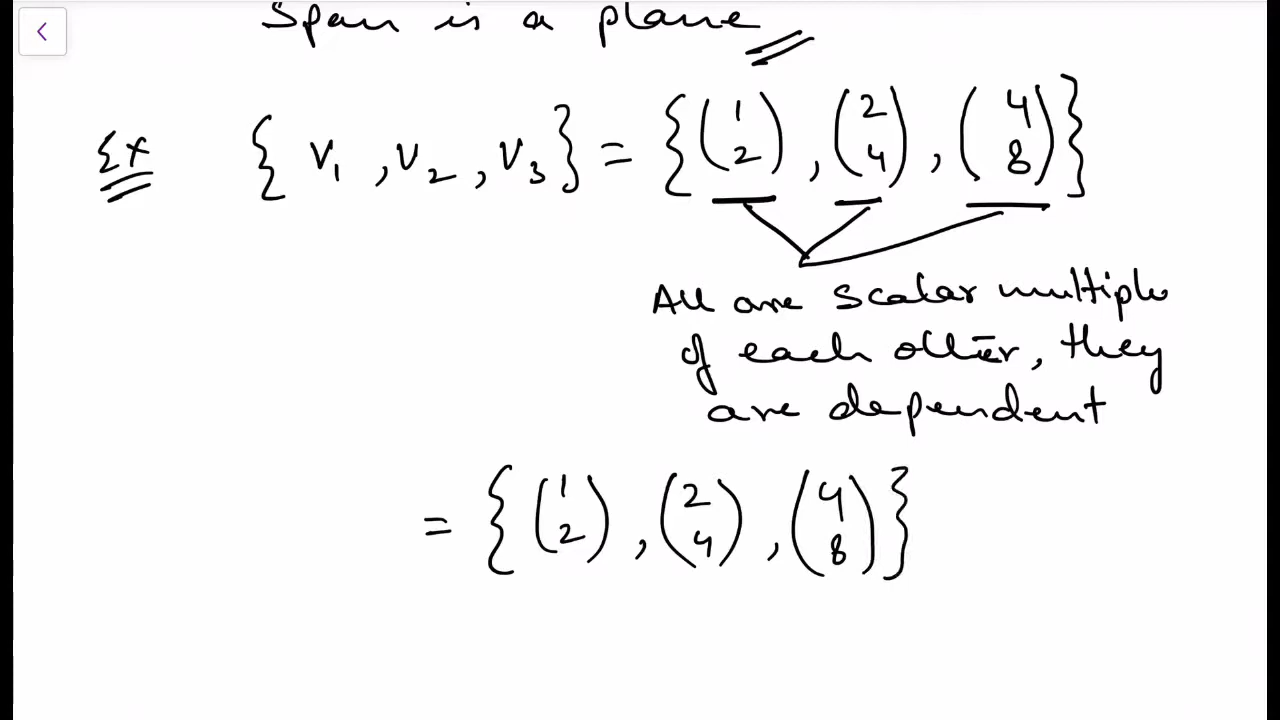 Span is a plane
Ex { v₁ , v₂ , v₃ } = { (1 2) , (2 4) , (4 8) }
All are scalar multiple
of each other, they
are dependent
= { (1 2) , (2 4) , (4 8) }